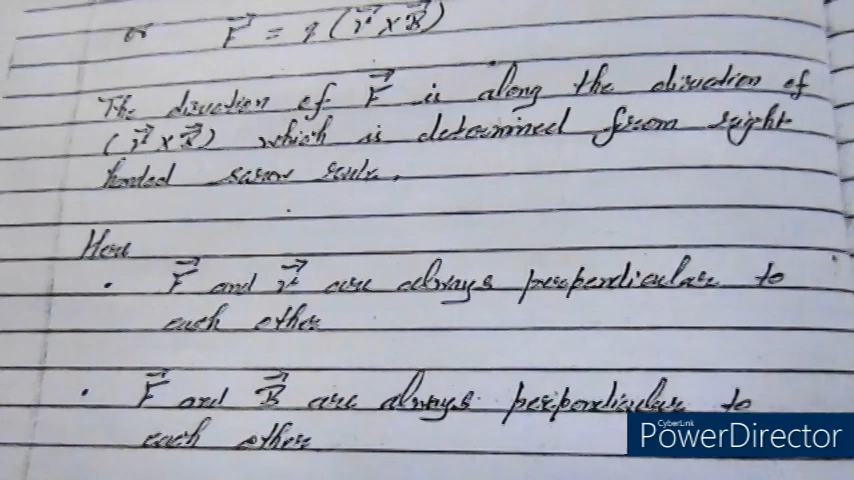 or F⃗ = q (v⃗ × B⃗)
The direction of F⃗ is along the direction of
(v⃗ × B⃗) which is determined from right
handed screw rule.
Here
• F⃗ and v⃗ are always perpendicular to
each other
• F⃗ and B⃗ are always perpendicular to
each other
CyberLink
PowerDirector